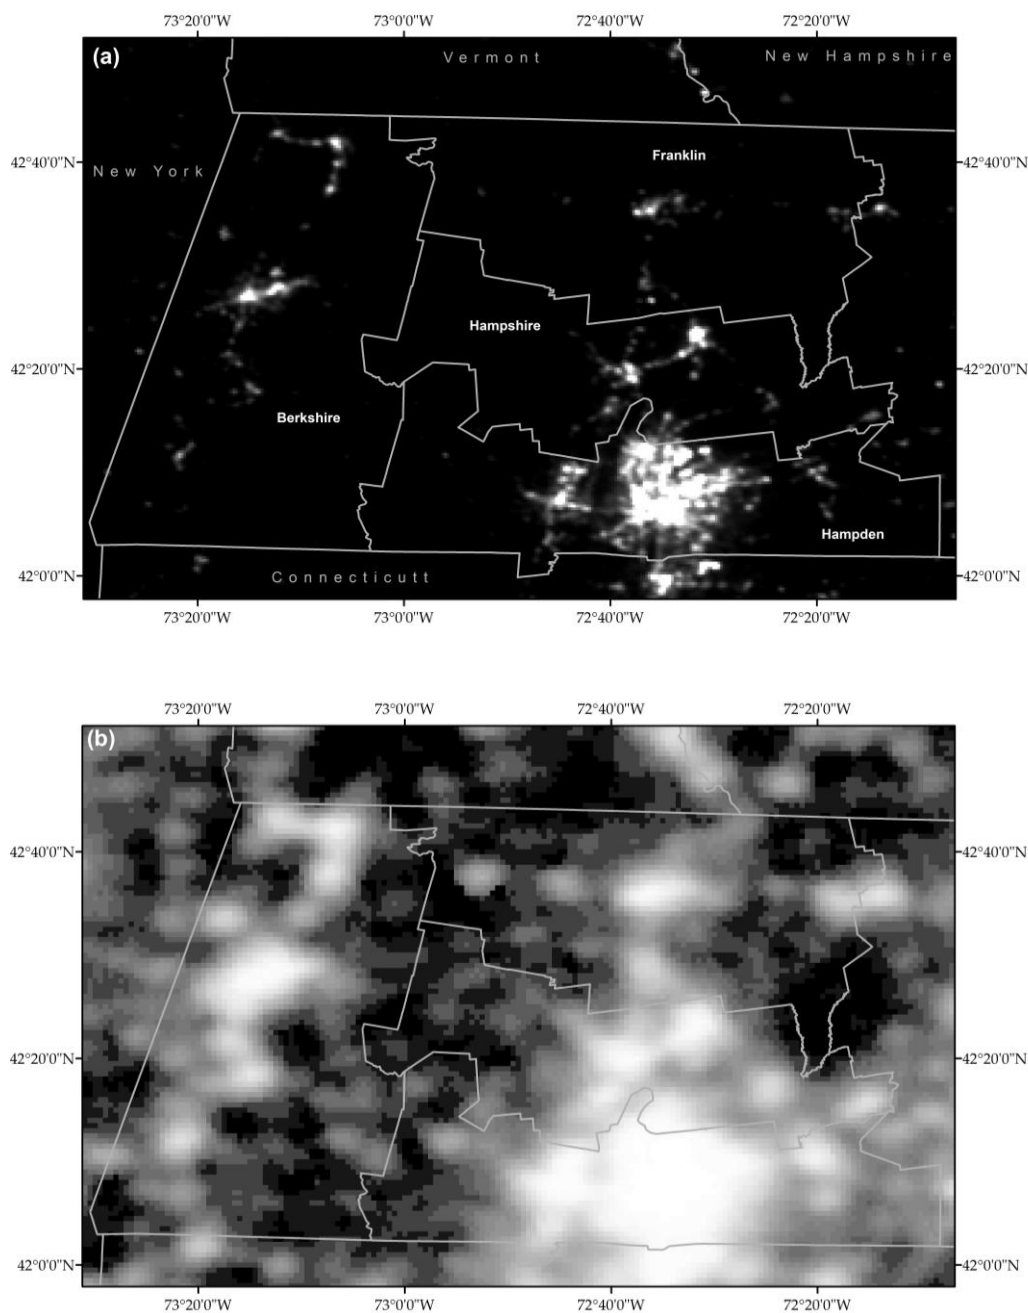 73°20'0"W 73°0'0"W 72°40'0"W 72°20'0"W
(a)
Vermont New Hampshire
42°40'0"N Franklin 42°40'0"N
New York
Hampshire
42°20'0"N 42°20'0"N
Berkshire
Hampden
42°0'0"N Connecticutt 42°0'0"N
73°20'0"W 73°0'0"W 72°40'0"W 72°20'0"W
73°20'0"W 73°0'0"W 72°40'0"W 72°20'0"W
(b)
42°40'0"N 42°40'0"N
42°20'0"N 42°20'0"N
42°0'0"N 42°0'0"N
73°20'0"W 73°0'0"W 72°40'0"W 72°20'0"W